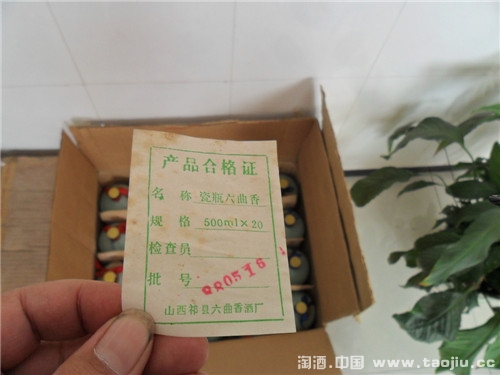 产品合格证
名称 瓷瓶六曲香
规格 500ml×20
检查员
批号 880516
山西祁县六曲香酒厂
淘酒.中国 www.taojiu.cc